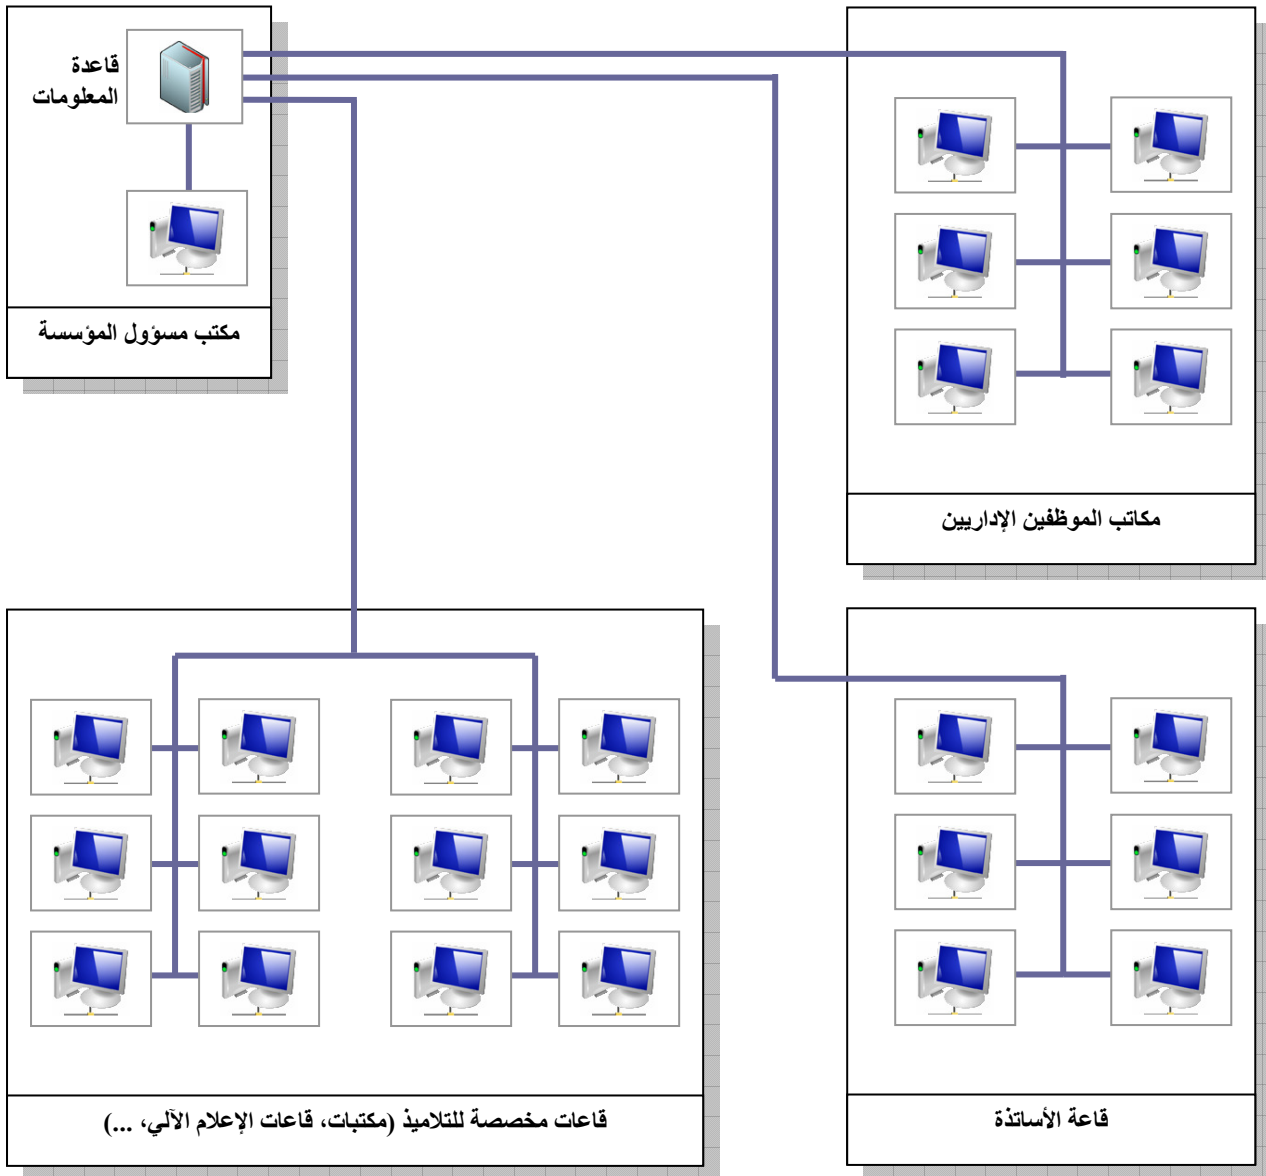 قاعدة
المعلومات
مكتب مسؤول المؤسسة
مكاتب الموظفين الإداريين
قاعات مخصصة للتلاميذ (مكتبات، قاعات الإعلام الآلي، ...)
قاعة الأساتذة